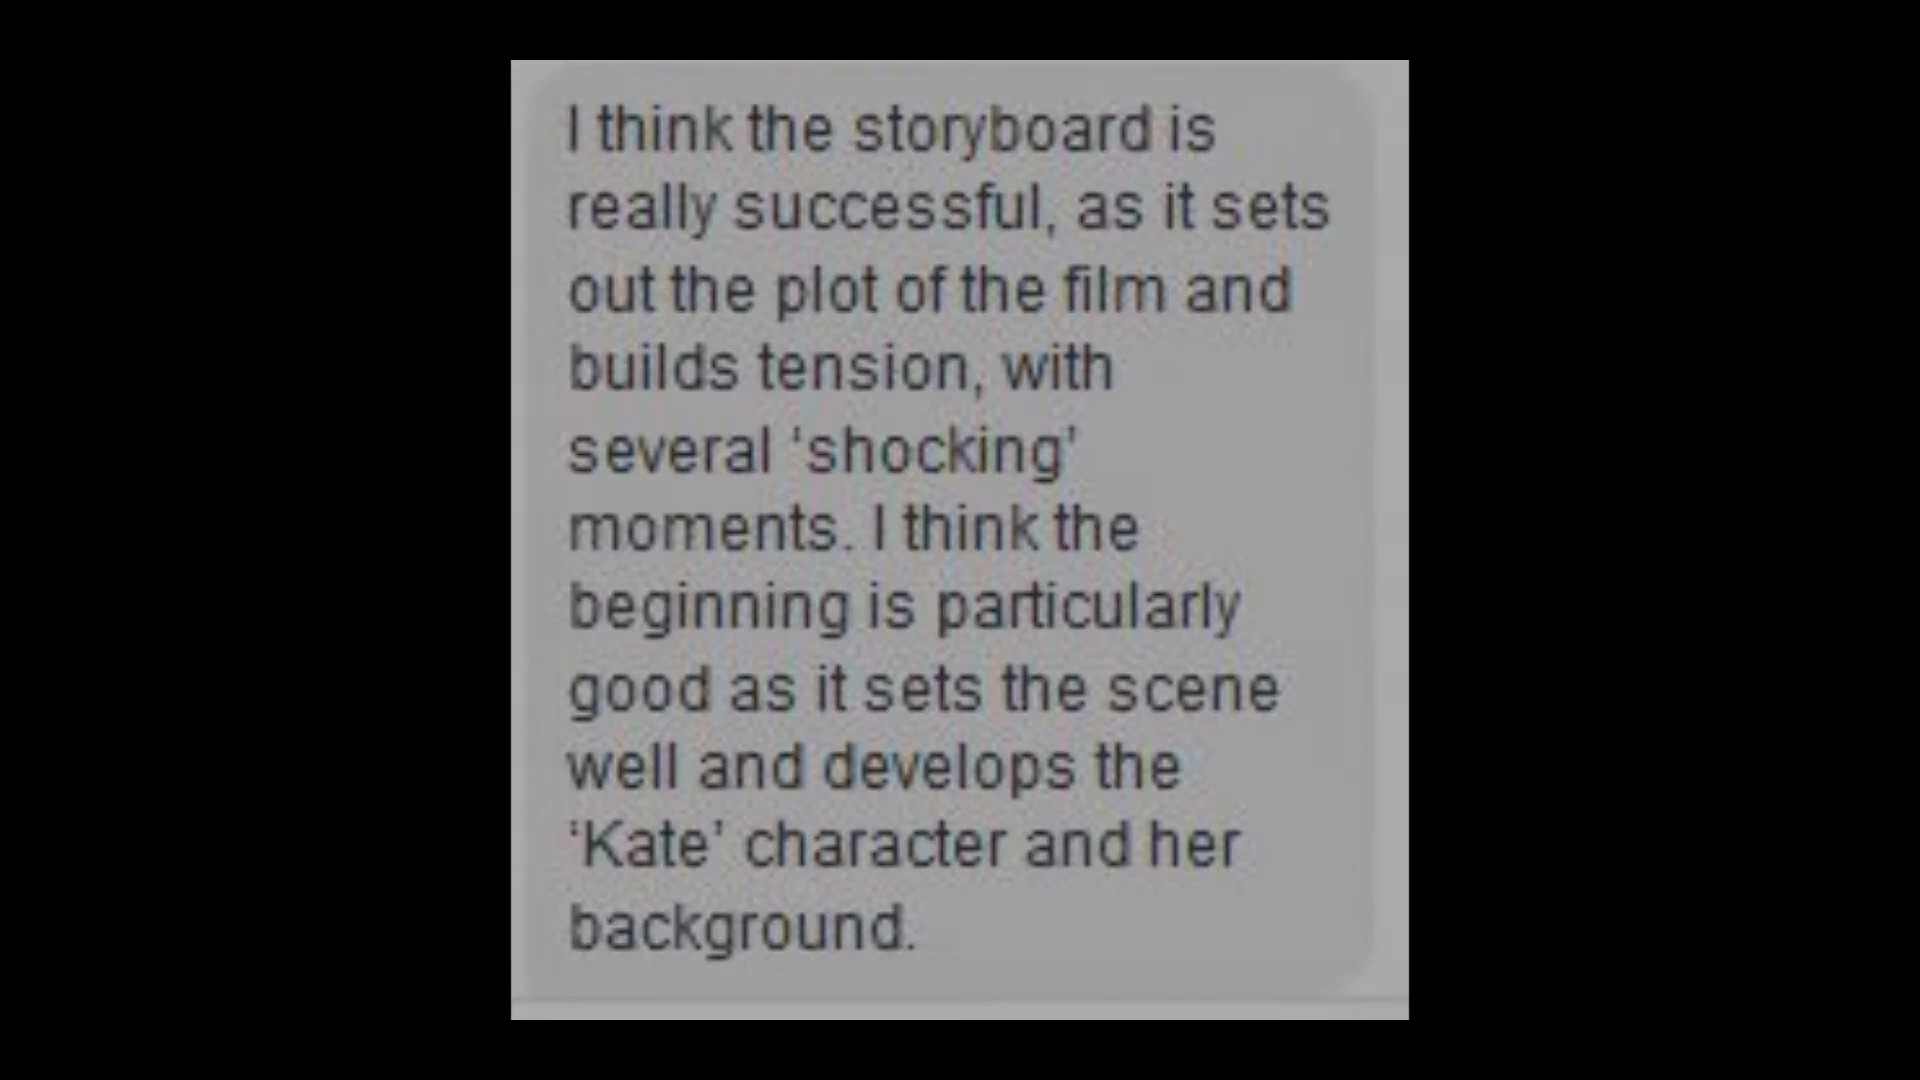 I think the storyboard is
really successful, as it sets
out the plot of the film and
builds tension, with
several ‘shocking’
moments. I think the
beginning is particularly
good as it sets the scene
well and develops the
‘Kate’ character and her
background.